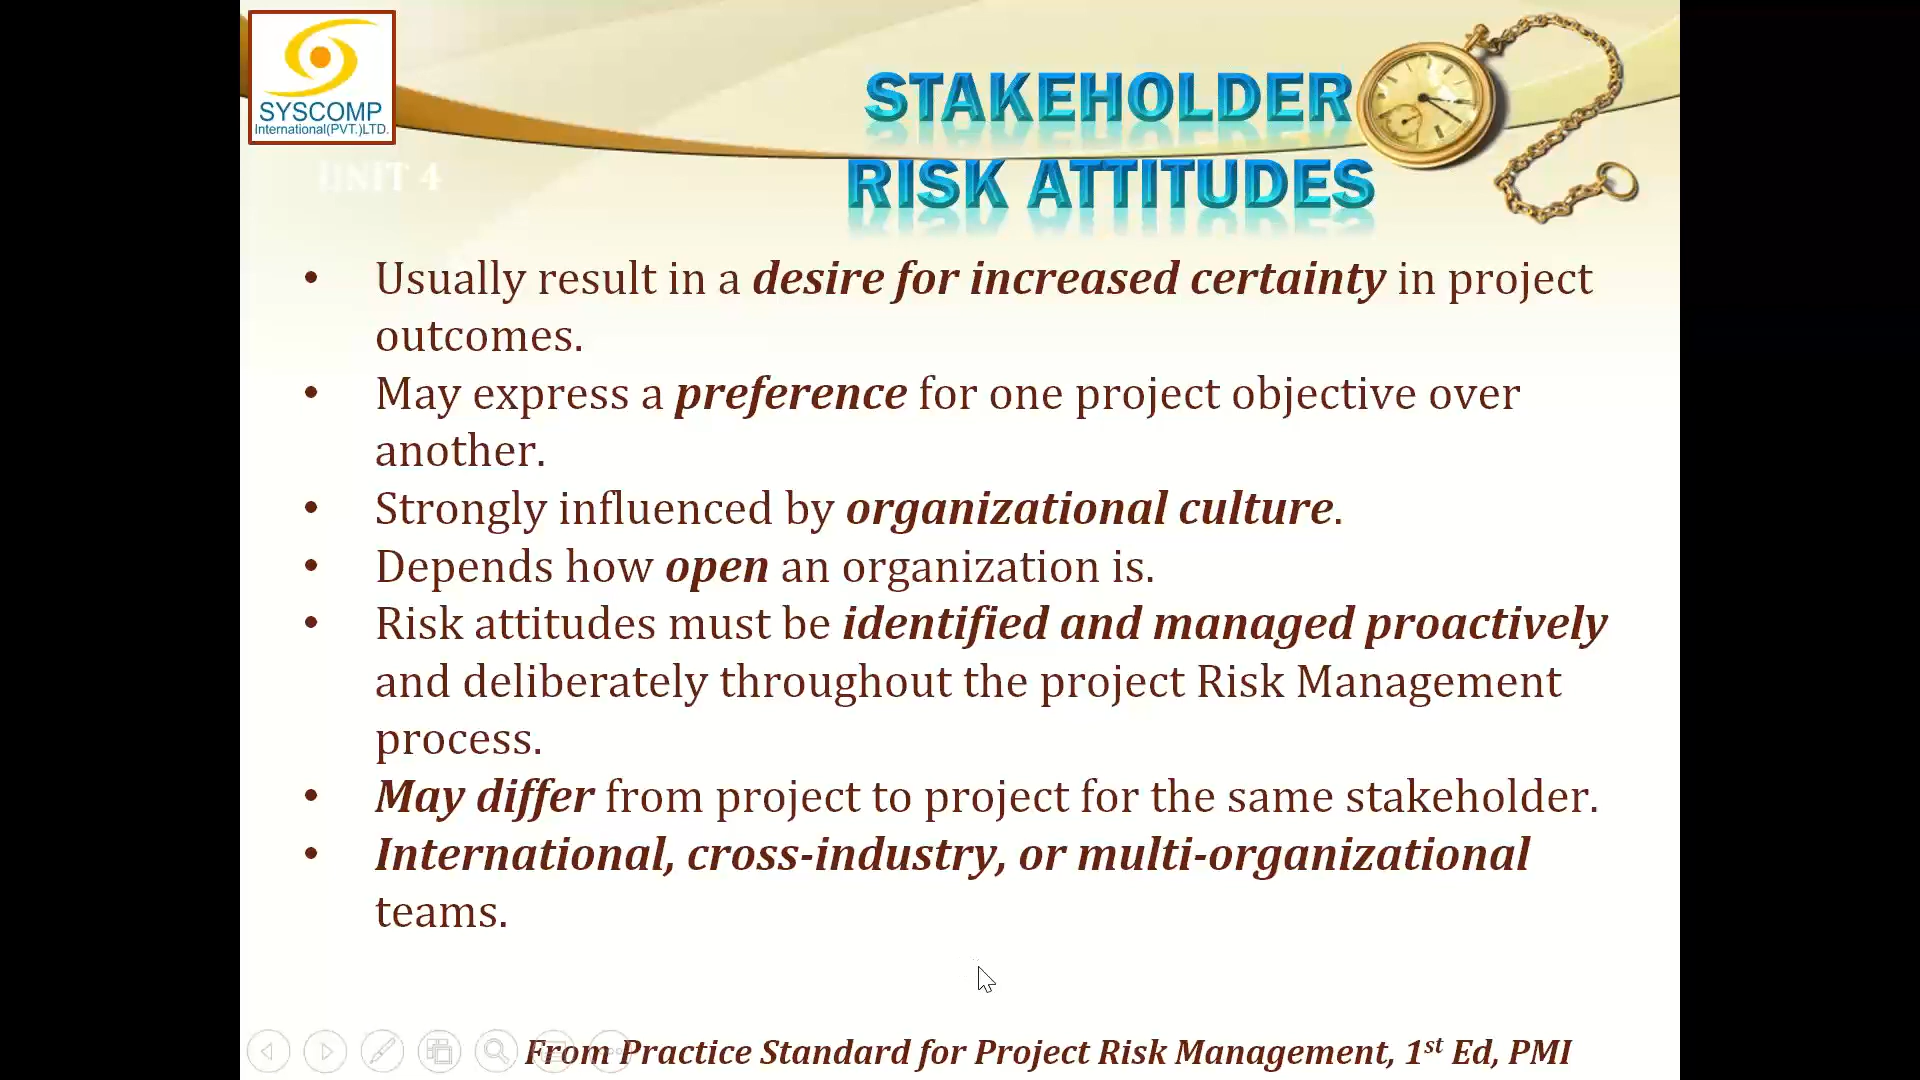 SYSCOMP
International(PVT.)LTD.
UNIT 4
STAKEHOLDER
RISK ATTITUDES
• Usually result in a desire for increased certainty in project
outcomes.
• May express a preference for one project objective over
another.
• Strongly influenced by organizational culture.
• Depends how open an organization is.
• Risk attitudes must be identified and managed proactively
and deliberately throughout the project Risk Management
process.
• May differ from project to project for the same stakeholder.
• International, cross-industry, or multi-organizational
teams.
From Practice Standard for Project Risk Management, 1st Ed, PMI